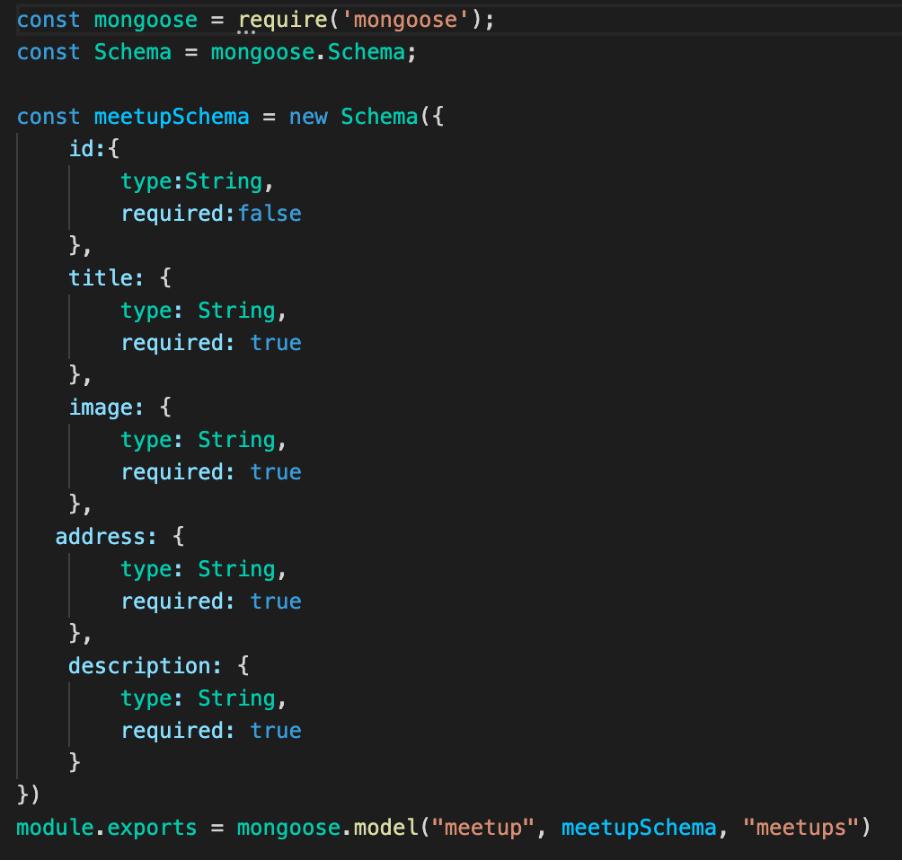 const mongoose = require('mongoose');
const Schema = mongoose.Schema;

const meetupSchema = new Schema({
    id:{
        type:String,
        required:false
    },
    title: {
        type: String,
        required: true
    },
    image: {
        type: String,
        required: true
    },
   address: {
        type: String,
        required: true
    },
    description: {
        type: String,
        required: true
    }
})
module.exports = mongoose.model("meetup", meetupSchema, "meetups")